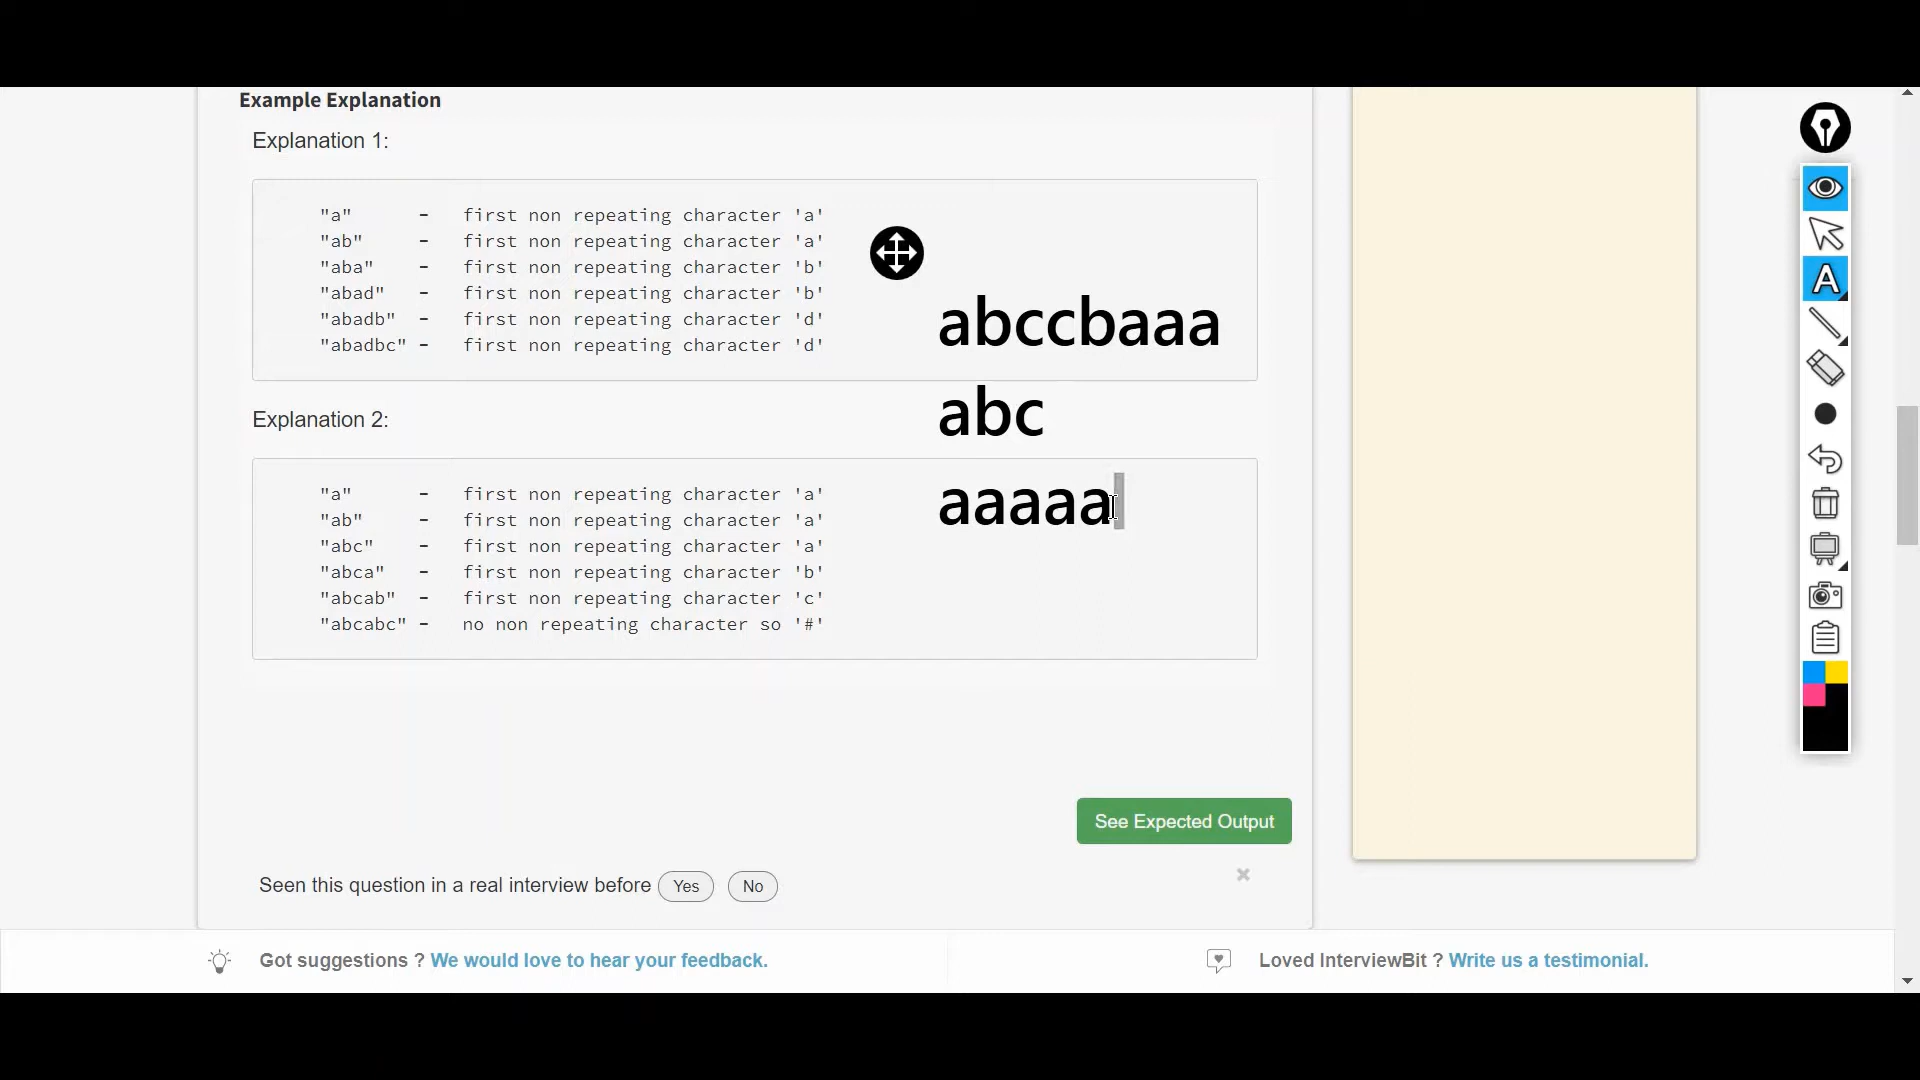 Example Explanation
Explanation 1:
"a" - first non repeating character 'a'
"ab" - first non repeating character 'a'
"aba" - first non repeating character 'b'
"abad" - first non repeating character 'b'
"abadb" - first non repeating character 'd'
"abadbc" - first non repeating character 'd'
abccbaaa
abc
aaaaa
Explanation 2:
"a" - first non repeating character 'a'
"ab" - first non repeating character 'a'
"abc" - first non repeating character 'a'
"abca" - first non repeating character 'b'
"abcab" - first non repeating character 'c'
"abcabc" - no non repeating character so '#'
See Expected Output
Seen this question in a real interview before Yes No
Got suggestions ? We would love to hear your feedback.
Loved InterviewBit ? Write us a testimonial.
A